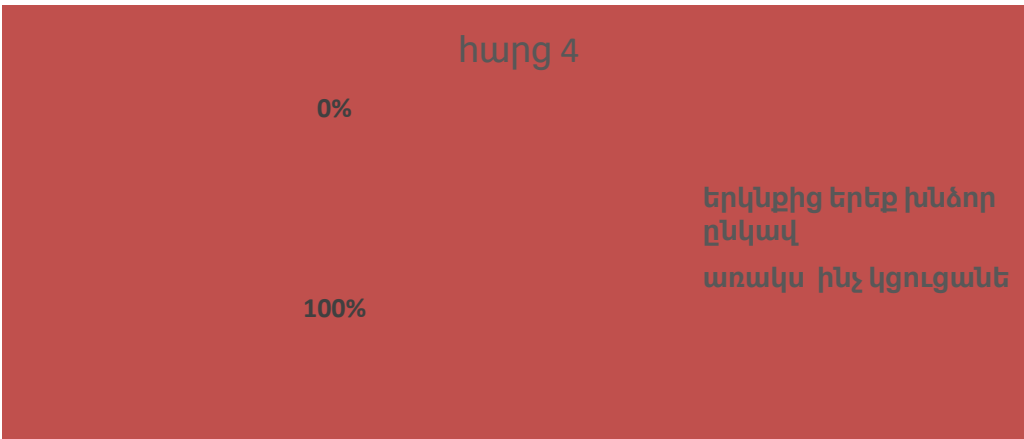 հարց 4
0%
100%
երկնքից երեք խնձոր
ընկավ
առակս  ինչ կցուցանե